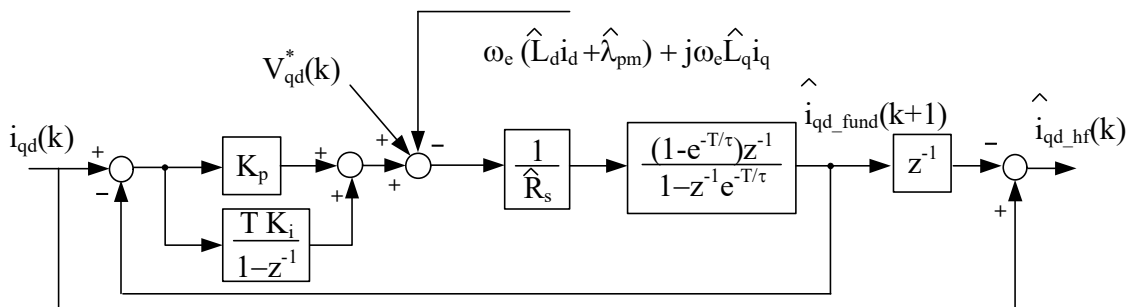 ω_e (L̂_d i_d + λ̂_pm) + jω_e L̂_q i_q
V*_qd(k)
î_qd_fund(k+1)
î_qd_hf(k)
i_qd(k)
+
−
K_p
+
+
+
+
−
1
R̂_s
(1-e^-T/τ)z^-1
1−z^-1 e^-T/τ
z^-1
−
+
T K_i
1−z^-1